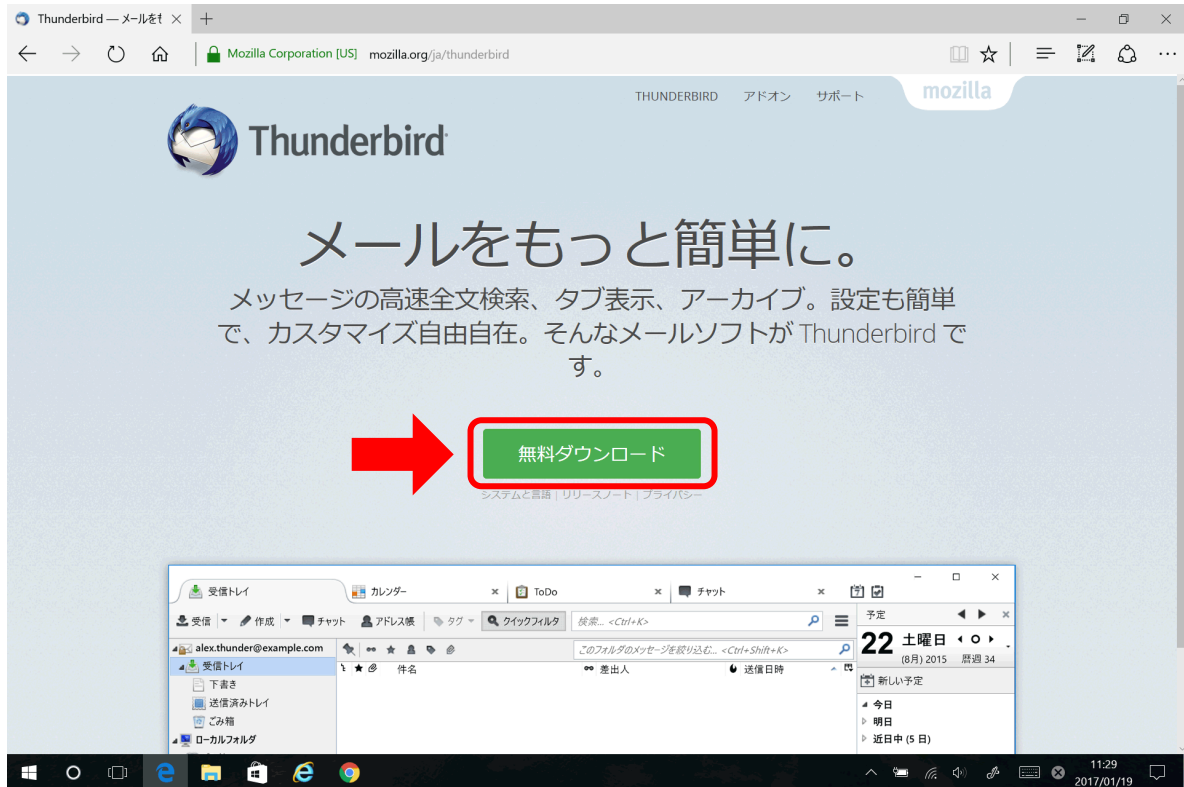 Thunderbird — メールをも
Mozilla Corporation [US] mozilla.org/ja/thunderbird
THUNDERBIRD アドオン サポート mozilla
Thunderbird
メールをもっと簡単に。
メッセージの高速全文検索、タブ表示、アーカイブ。設定も簡単
で、カスタマイズ自由自在。そんなメールソフトが Thunderbird で
す。
無料ダウンロード
システムと言語 | リリースノート | プライバシー
受信トレイ カレンダー ToDo チャット
受信 作成 チャット アドレス帳 タグ クイックフィルタ 検索... <Ctrl+K> 予定
alex.thunder@example.com このフォルダのメッセージを絞り込む... <Ctrl+Shift+K> 22 土曜日
(8月) 2015 暦週 34
受信トレイ 件名 差出人 送信日時
下書き 新しい予定
送信済みトレイ 今日
ごみ箱 明日
ローカルフォルダ 近日中 (5 日)
11:29
2017/01/19